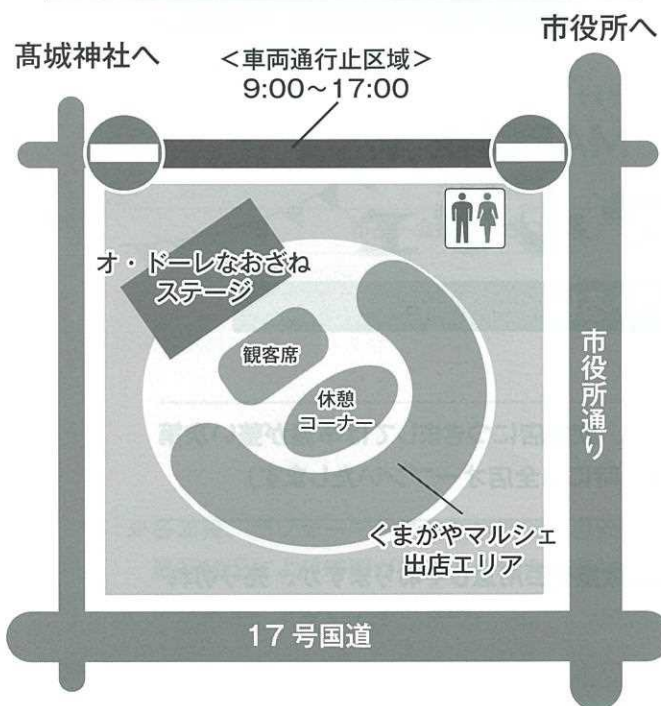 市役所へ
髙城神社へ
＜車両通行止区域＞
9:00～17:00
オ・ドーレなおざね
ステージ
観客席
休憩
コーナー
市役所通り
くまがやマルシェ
出店エリア
17号国道